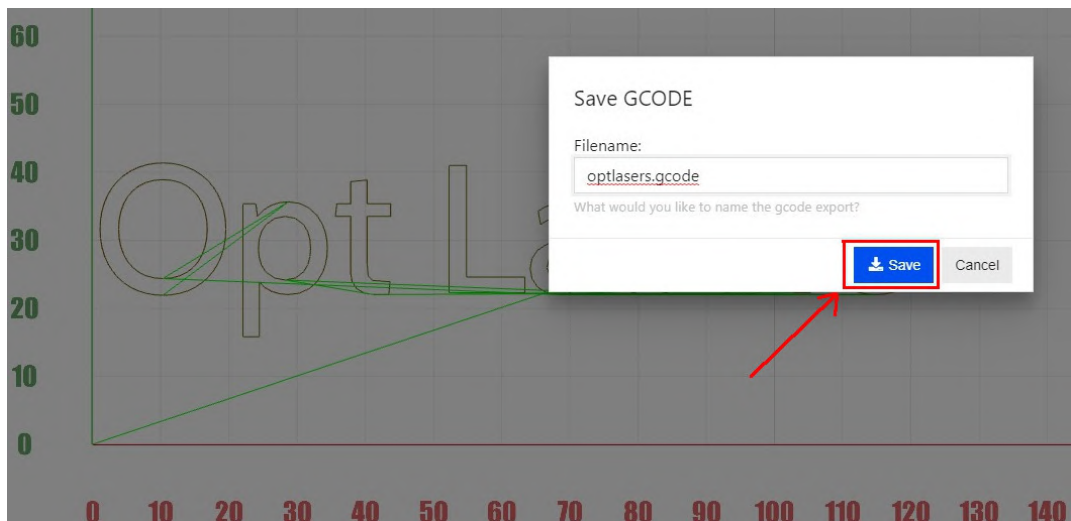 60
50
40
30
20
10
0
Opt La
Save GCODE
Filename:
optlasers.gcode
What would you like to name the gcode export?
Save Cancel
0 10 20 30 40 50 60 70 80 90 100 110 120 130 140